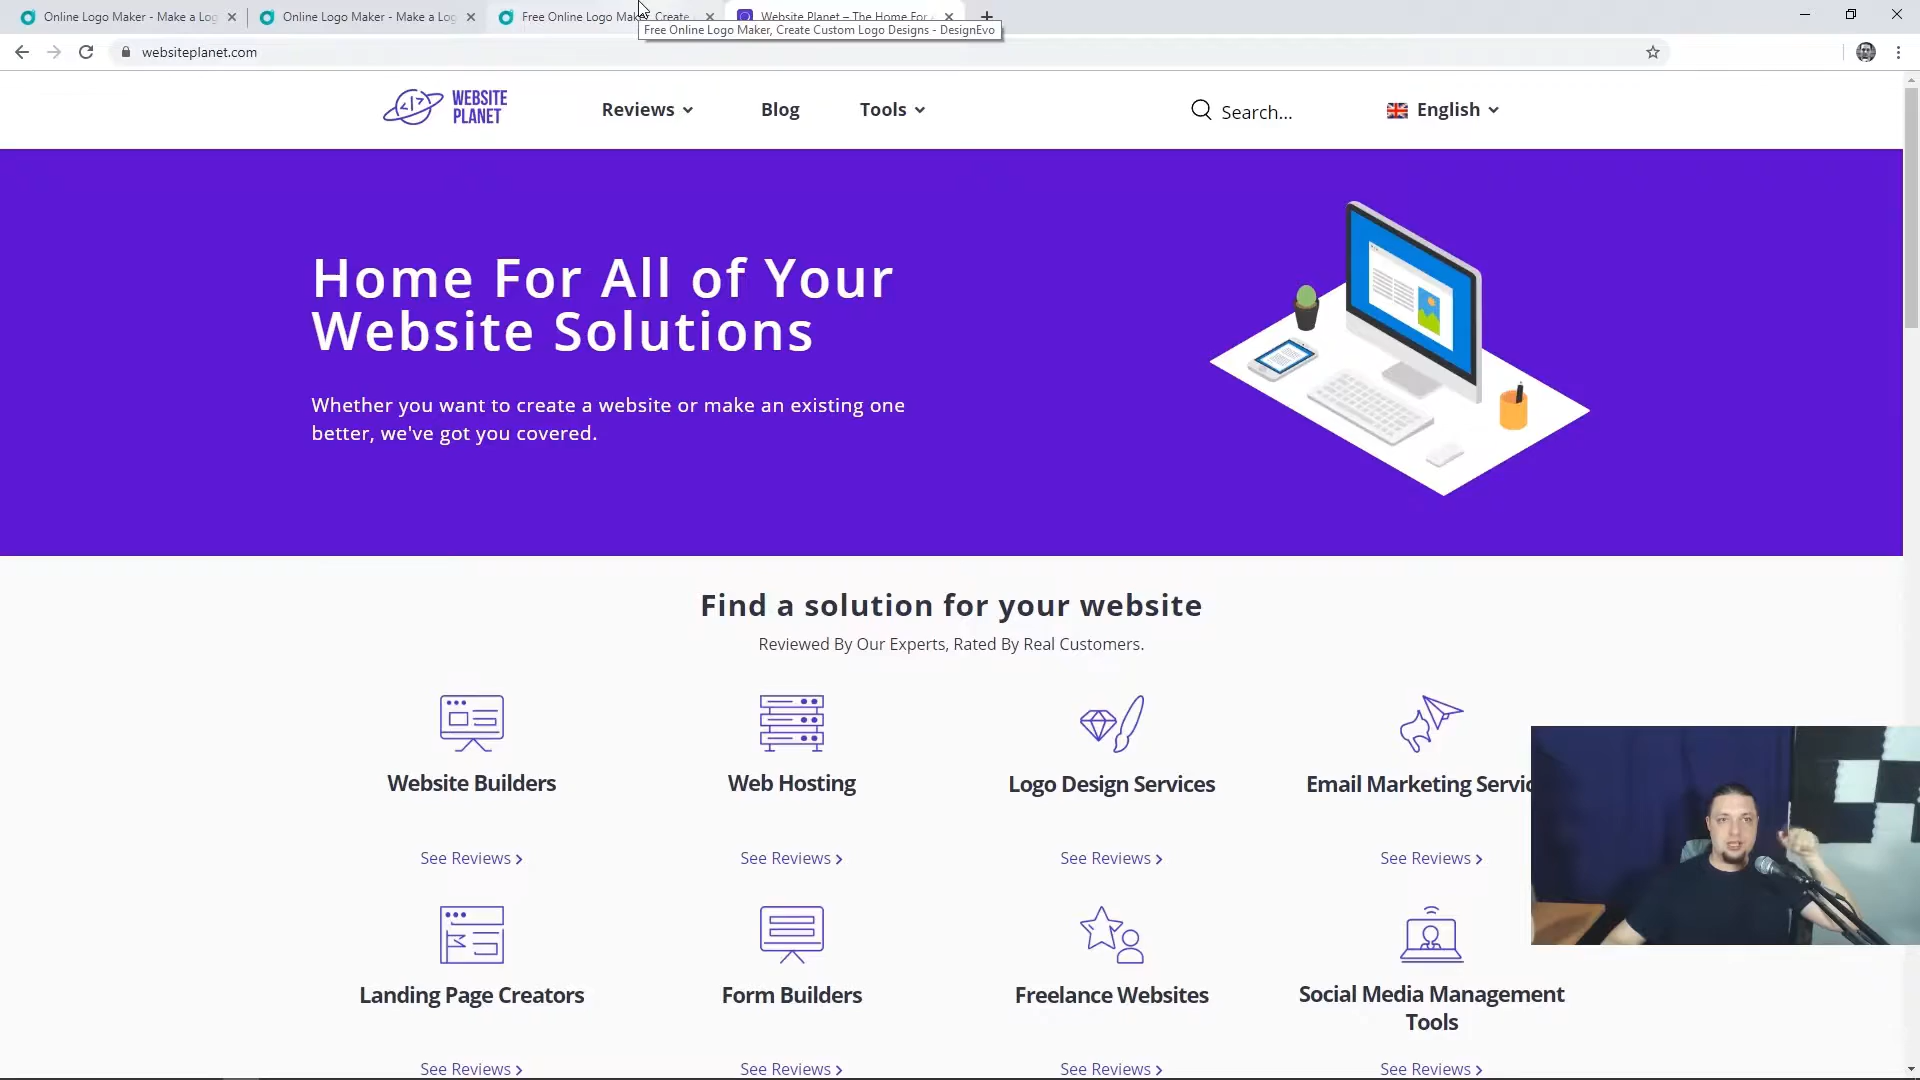 Online Logo Maker - Make a Log
Online Logo Maker - Make a Log
Free Online Logo Maker, Create
Website Planet – The Home For
Free Online Logo Maker, Create Custom Logo Designs - DesignEvo
websiteplanet.com
WEBSITE
PLANET
Reviews
Blog
Tools
Search...
English
Home For All of Your
Website Solutions
Whether you want to create a website or make an existing one
better, we've got you covered.
Find a solution for your website
Reviewed By Our Experts, Rated By Real Customers.
Website Builders
Web Hosting
Logo Design Services
Email Marketing Servic
See Reviews
See Reviews
See Reviews
See Reviews
Landing Page Creators
Form Builders
Freelance Websites
Social Media Management
Tools
See Reviews
See Reviews
See Reviews
See Reviews